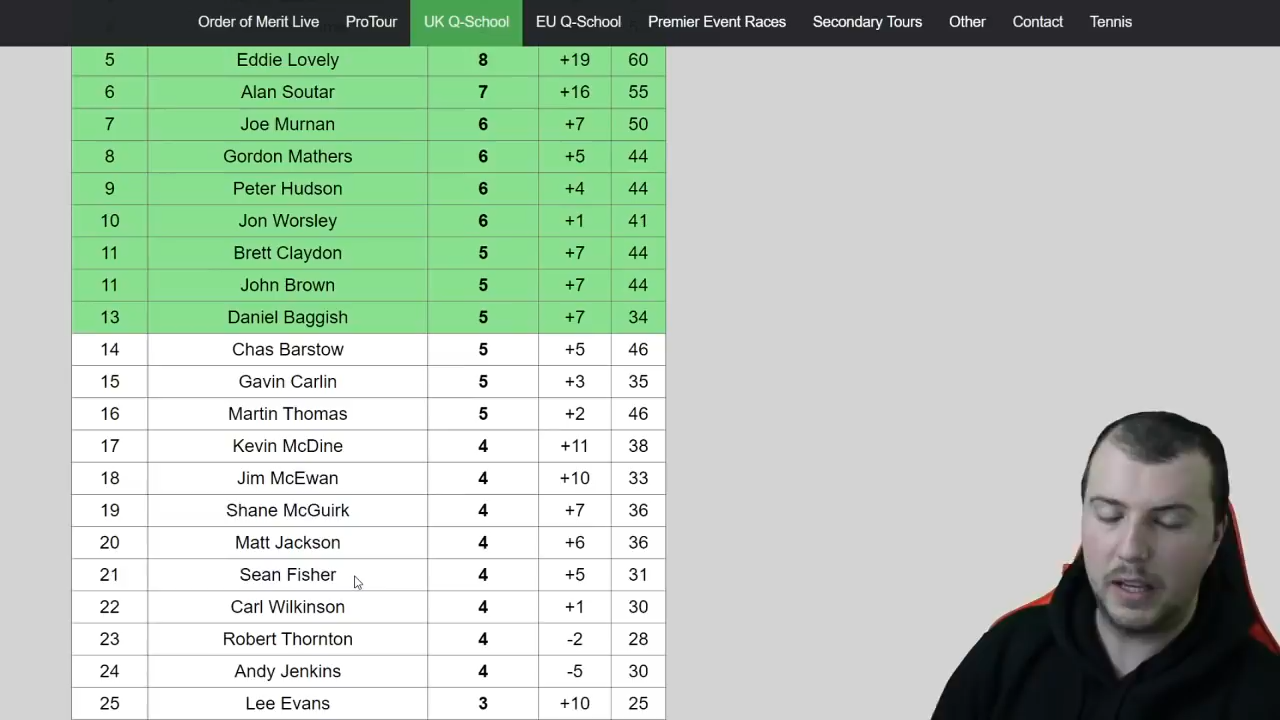 Order of Merit Live ProTour UK Q-School EU Q-School Premier Event Races Secondary Tours Other Contact Tennis
5 Eddie Lovely 8 +19 60
6 Alan Soutar 7 +16 55
7 Joe Murnan 6 +7 50
8 Gordon Mathers 6 +5 44
9 Peter Hudson 6 +4 44
10 Jon Worsley 6 +1 41
11 Brett Claydon 5 +7 44
11 John Brown 5 +7 44
13 Daniel Baggish 5 +7 34
14 Chas Barstow 5 +5 46
15 Gavin Carlin 5 +3 35
16 Martin Thomas 5 +2 46
17 Kevin McDine 4 +11 38
18 Jim McEwan 4 +10 33
19 Shane McGuirk 4 +7 36
20 Matt Jackson 4 +6 36
21 Sean Fisher 4 +5 31
22 Carl Wilkinson 4 +1 30
23 Robert Thornton 4 -2 28
24 Andy Jenkins 4 -5 30
25 Lee Evans 3 +10 25